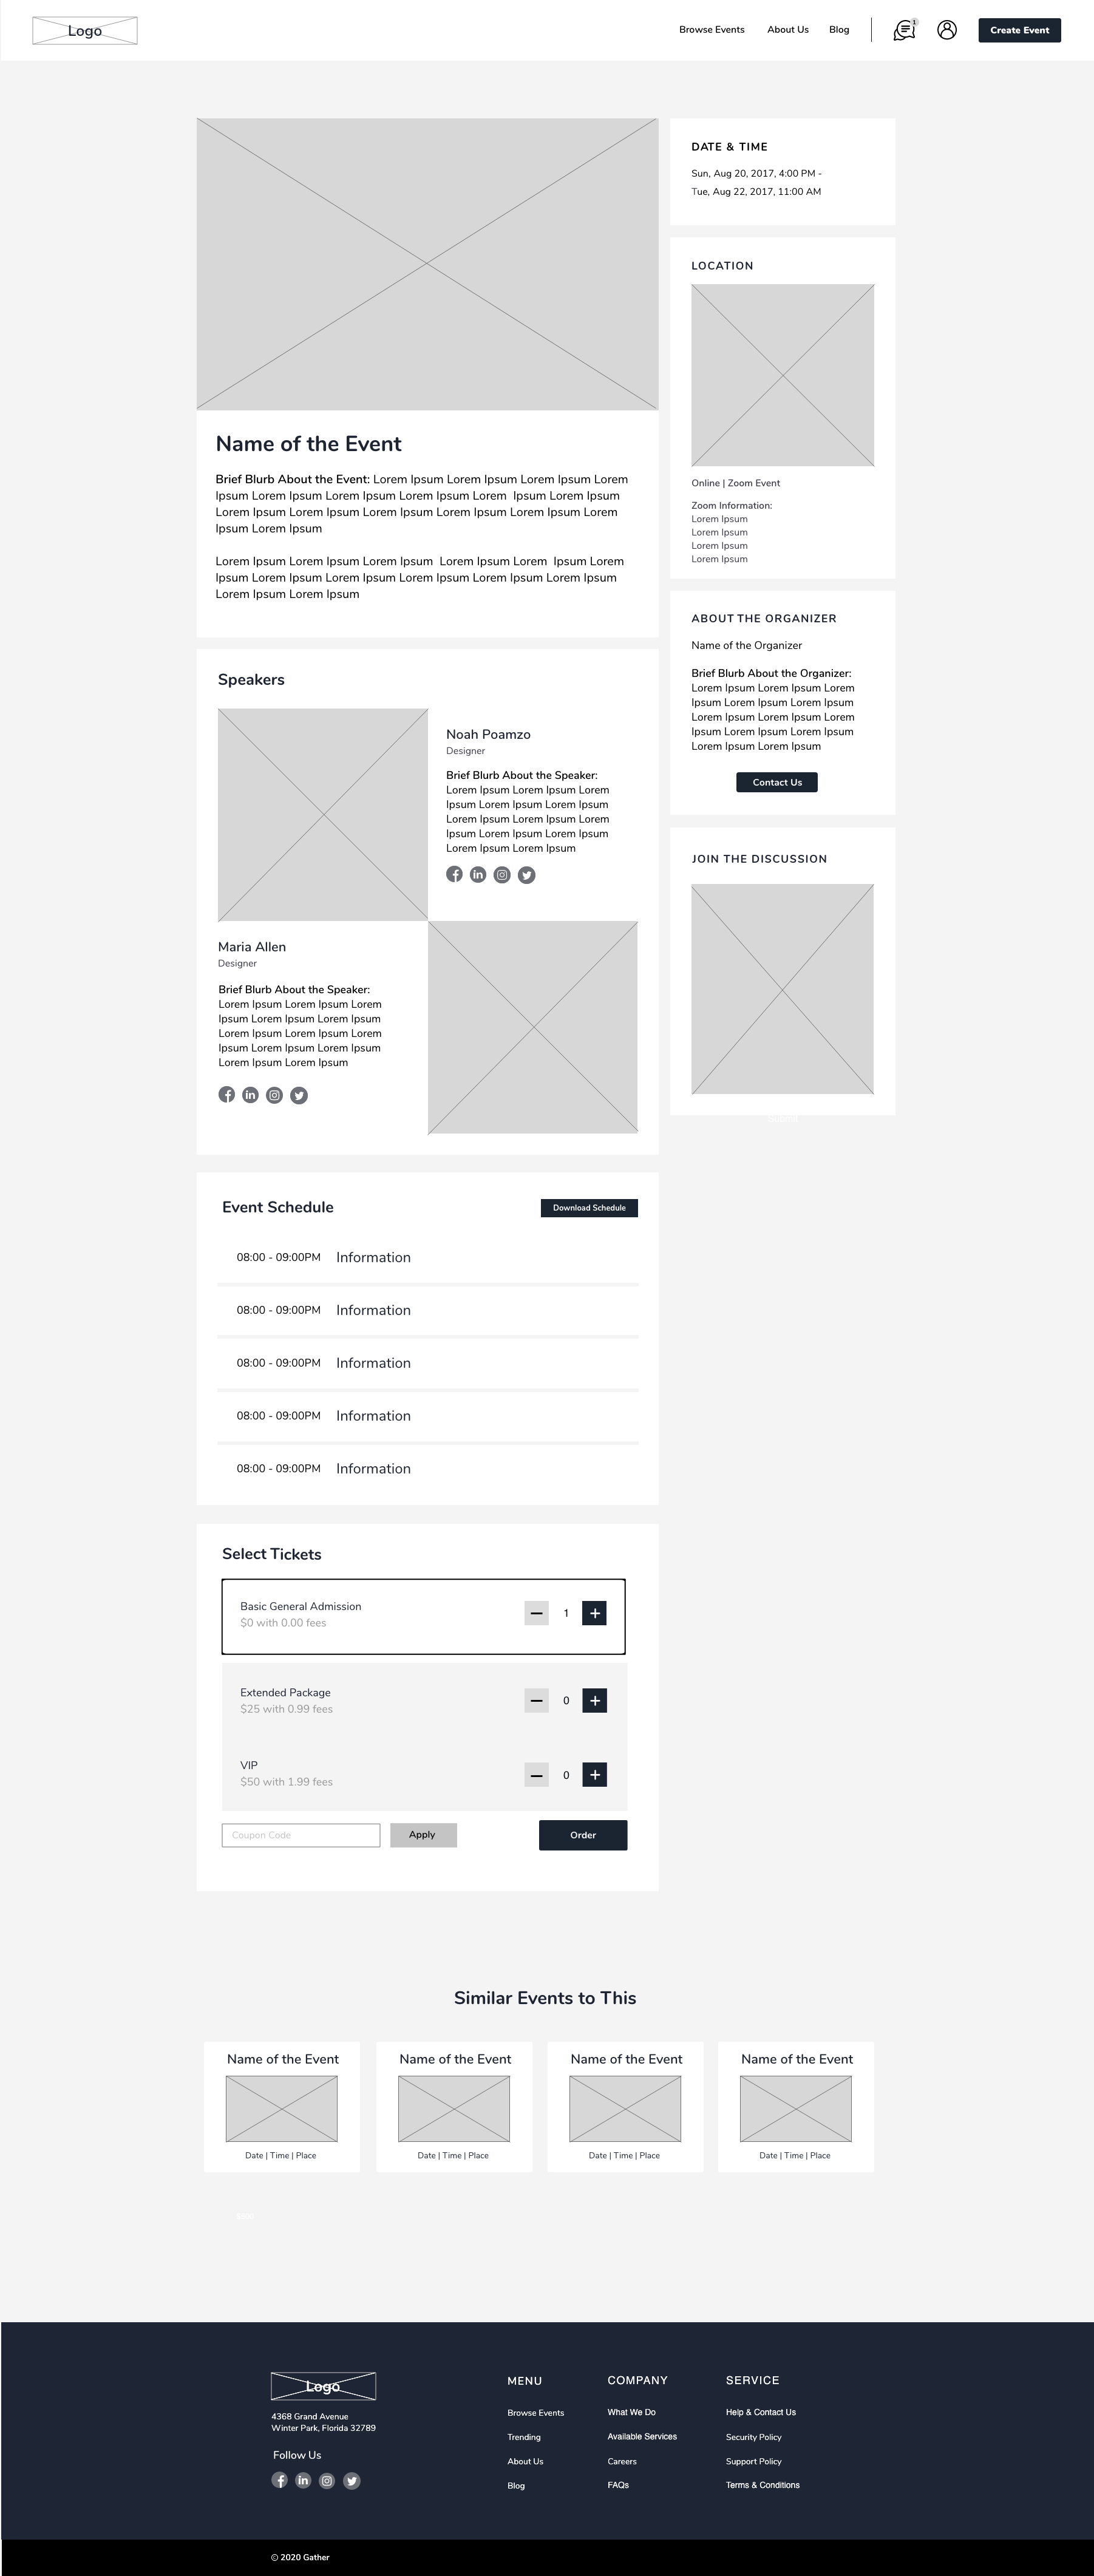 Logo
Browse Events
About Us
Blog
1
Create Event
Name of the Event
Brief Blurb About the Event: Lorem Ipsum Lorem Ipsum Lorem Ipsum Lorem
Ipsum Lorem Ipsum Lorem Ipsum Lorem Ipsum Lorem  Ipsum Lorem Ipsum
Lorem Ipsum Lorem Ipsum Lorem Ipsum Lorem Ipsum Lorem Ipsum Lorem
Ipsum Lorem Ipsum
Lorem Ipsum Lorem Ipsum Lorem Ipsum  Lorem Ipsum Lorem  Ipsum Lorem
Ipsum Lorem Ipsum Lorem Ipsum Lorem Ipsum Lorem Ipsum Lorem Ipsum
Lorem Ipsum Lorem Ipsum
DATE & TIME
Sun, Aug 20, 2017, 4:00 PM -
Tue, Aug 22, 2017, 11:00 AM
LOCATION
Online | Zoom Event
Zoom Information:
Lorem Ipsum
Lorem Ipsum
Lorem Ipsum
Lorem Ipsum
ABOUT THE ORGANIZER
Name of the Organizer
Brief Blurb About the Organizer:
Lorem Ipsum Lorem Ipsum Lorem
Ipsum Lorem Ipsum Lorem Ipsum
Lorem Ipsum Lorem Ipsum Lorem
Ipsum Lorem Ipsum Lorem Ipsum
Lorem Ipsum Lorem Ipsum
Contact Us
JOIN THE DISCUSSION
Speakers
Noah Poamzo
Designer
Brief Blurb About the Speaker:
Lorem Ipsum Lorem Ipsum Lorem
Ipsum Lorem Ipsum Lorem Ipsum
Lorem Ipsum Lorem Ipsum Lorem
Ipsum Lorem Ipsum Lorem Ipsum
Lorem Ipsum Lorem Ipsum
Maria Allen
Designer
Brief Blurb About the Speaker:
Lorem Ipsum Lorem Ipsum Lorem
Ipsum Lorem Ipsum Lorem Ipsum
Lorem Ipsum Lorem Ipsum Lorem
Ipsum Lorem Ipsum Lorem Ipsum
Lorem Ipsum Lorem Ipsum
Event Schedule
Download Schedule
08:00 - 09:00PM Information
08:00 - 09:00PM Information
08:00 - 09:00PM Information
08:00 - 09:00PM Information
08:00 - 09:00PM Information
Select Tickets
Basic General Admission
$0 with 0.00 fees
1
Extended Package
$25 with 0.99 fees
0
VIP
$50 with 1.99 fees
0
Coupon Code
Apply
Order
Similar Events to This
Name of the Event
Date | Time | Place
Name of the Event
Date | Time | Place
Name of the Event
Date | Time | Place
Name of the Event
Date | Time | Place
Logo
4368 Grand Avenue
Winter Park, Florida 32789
Follow Us
MENU
Browse Events
Trending
About Us
Blog
COMPANY
What We Do
Available Services
Careers
FAQs
SERVICE
Help & Contact Us
Security Policy
Support Policy
Terms & Conditions
© 2020 Gather